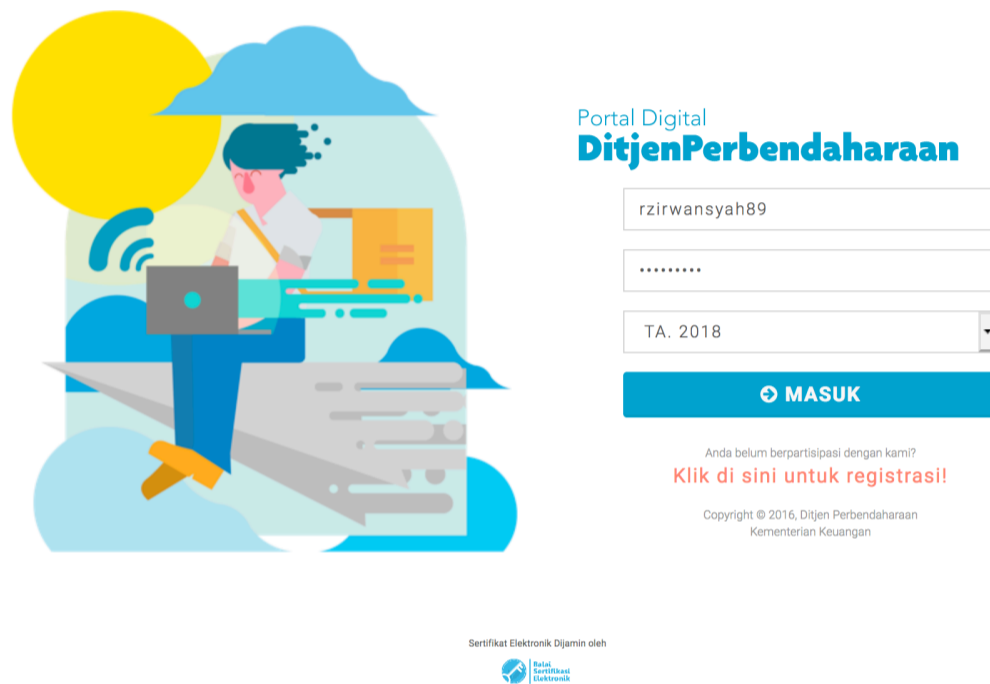 Portal Digital
DitjenPerbendaharaan
rzirwansyah89
•••••••••
TA. 2018
MASUK
Anda belum berpartisipasi dengan kami?
Klik di sini untuk registrasi!
Copyright © 2016, Ditjen Perbendaharaan
Kementerian Keuangan
Sertifikat Elektronik Dijamin oleh
Balai
Sertifikasi
Elektronik